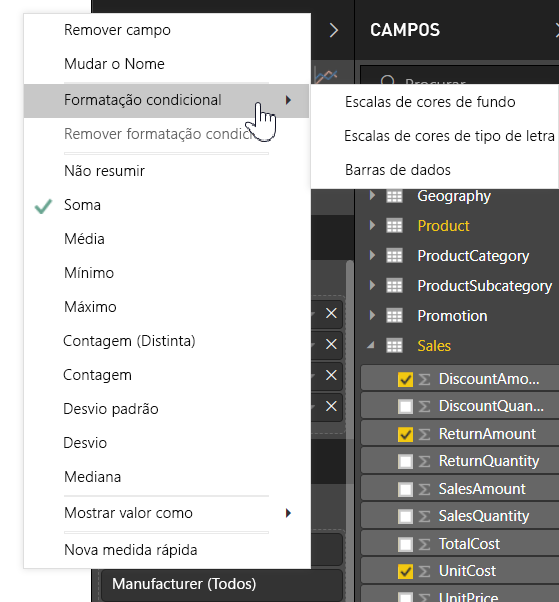 Remover campo
Mudar o Nome
Formatação condicional
Remover formatação condici
Não resumir
Soma
Média
Mínimo
Máximo
Contagem (Distinta)
Contagem
Desvio padrão
Desvio
Mediana
Mostrar valor como
Nova medida rápida
Escalas de cores de fundo
Escalas de cores de tipo de letra
Barras de dados
Manufacturer (Todos)
CAMPOS
Procurar
Geography
Product
ProductCategory
ProductSubcategory
Promotion
Sales
DiscountAmo...
DiscountQuan...
ReturnAmount
ReturnQuantity
SalesAmount
SalesQuantity
TotalCost
UnitCost
UnitPrice